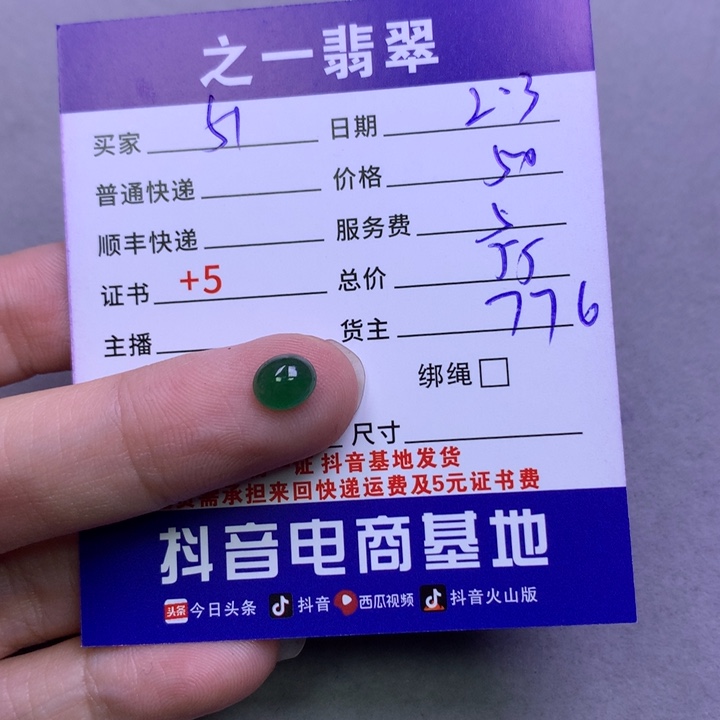 之一翡翠
买家 51 日期 2.3
普通快递 价格 50
顺丰快递 服务费 5
证书 +5 总价 55
主播 货主 776
绑绳
尺寸
证 抖音基地发货
需承担来回快递运费及5元证书费
抖音电商基地
头条 今日头条 抖音 西瓜视频 抖音火山版